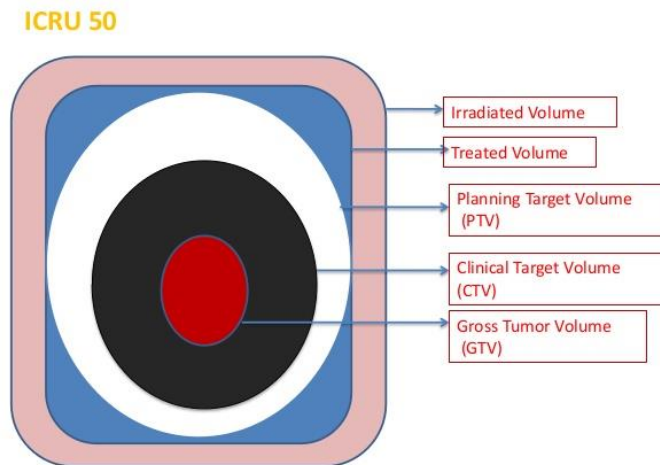 ICRU 50
Irradiated Volume
Treated Volume
Planning Target Volume
(PTV)
Clinical Target Volume
(CTV)
Gross Tumor Volume
(GTV)